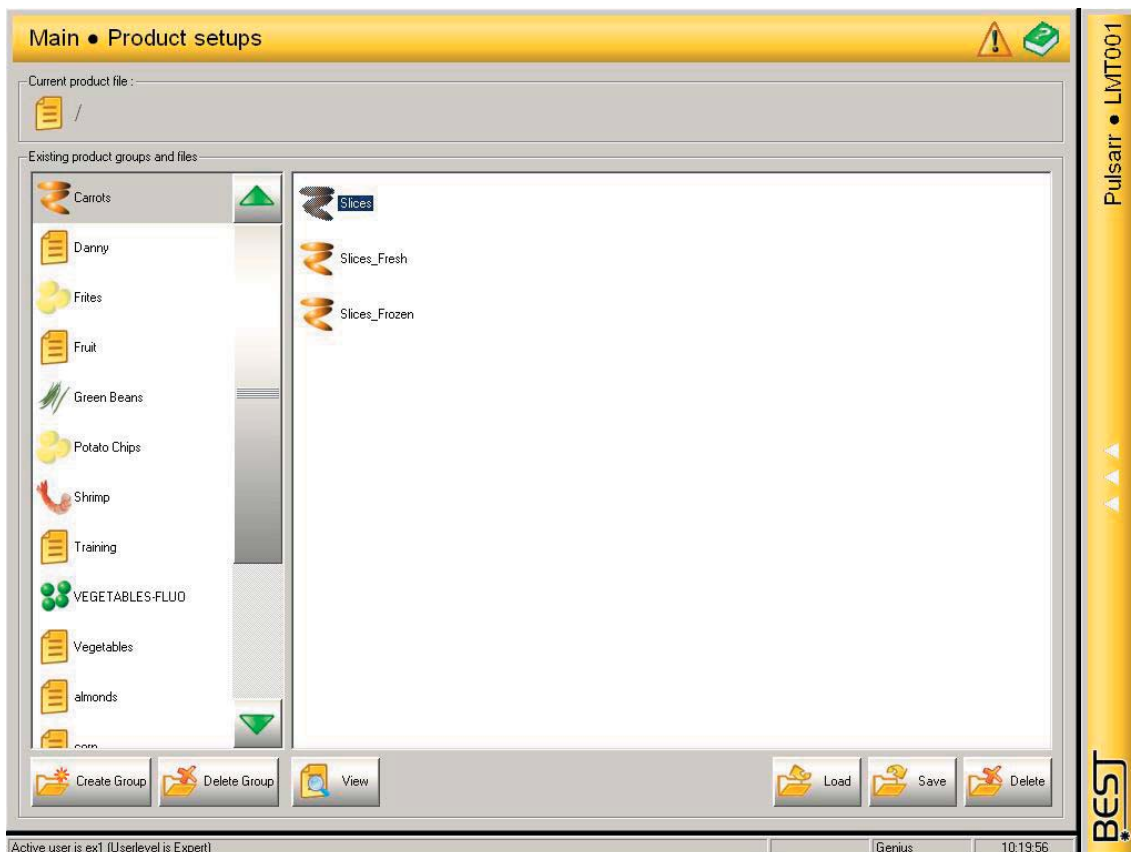 Main ● Product setups
Current product file :
/
Existing product groups and files
Carrots
Danny
Frites
Fruit
Green Beans
Potato Chips
Shrimp
Training
VEGETABLES-FLUO
Vegetables
almonds
corn
Slices
Slices_Fresh
Slices_Frozen
Create Group
Delete Group
View
Load
Save
Delete
Active user is ex1 (Userlevel is Expert)
Genius
10:19:56
Pulsarr ● LMT001
BEST